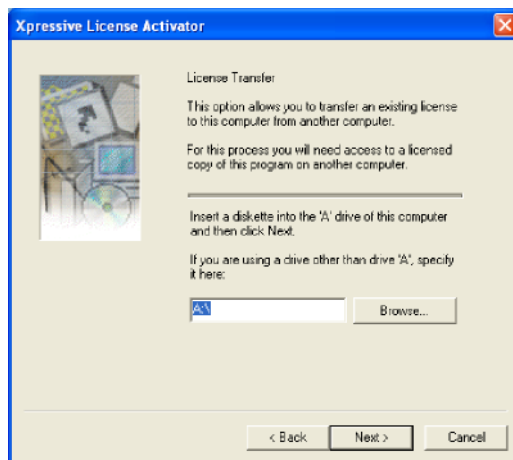 Xpressive License Activator
License Transfer
This option allows you to transfer an existing license
to this computer from another computer.
For this process you will need access to a licensed
copy of this program on another computer.
Insert a diskette into the 'A' drive of this computer
and then click Next.
If you are using a drive other than drive 'A', specify
it here:
A:\
Browse...
< Back
Next >
Cancel